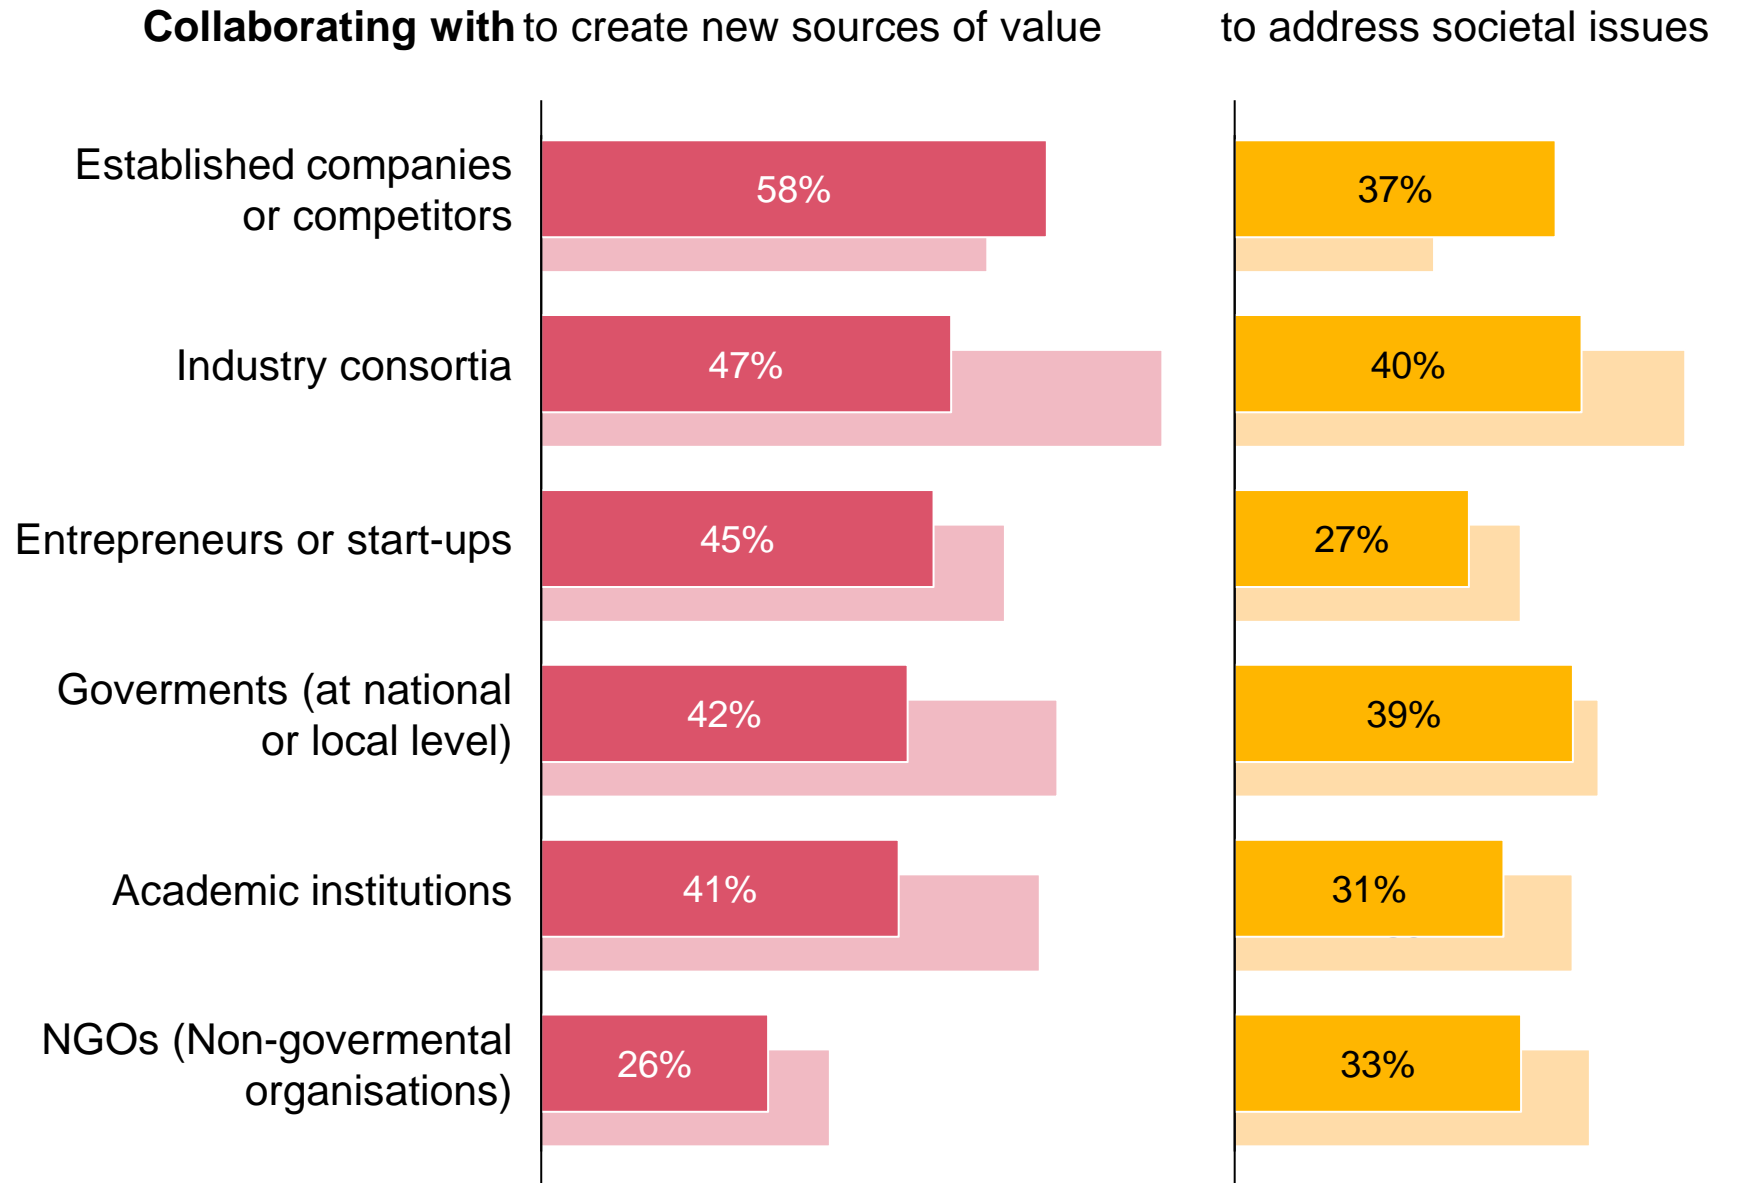 Collaborating with to create new sources of value
to address societal issues
Established companies
or competitors
58%
37%
Industry consortia
47%
40%
Entrepreneurs or start-ups
45%
27%
Goverments (at national
or local level)
42%
39%
Academic institutions
41%
31%
NGOs (Non-govermental
organisations)
26%
33%